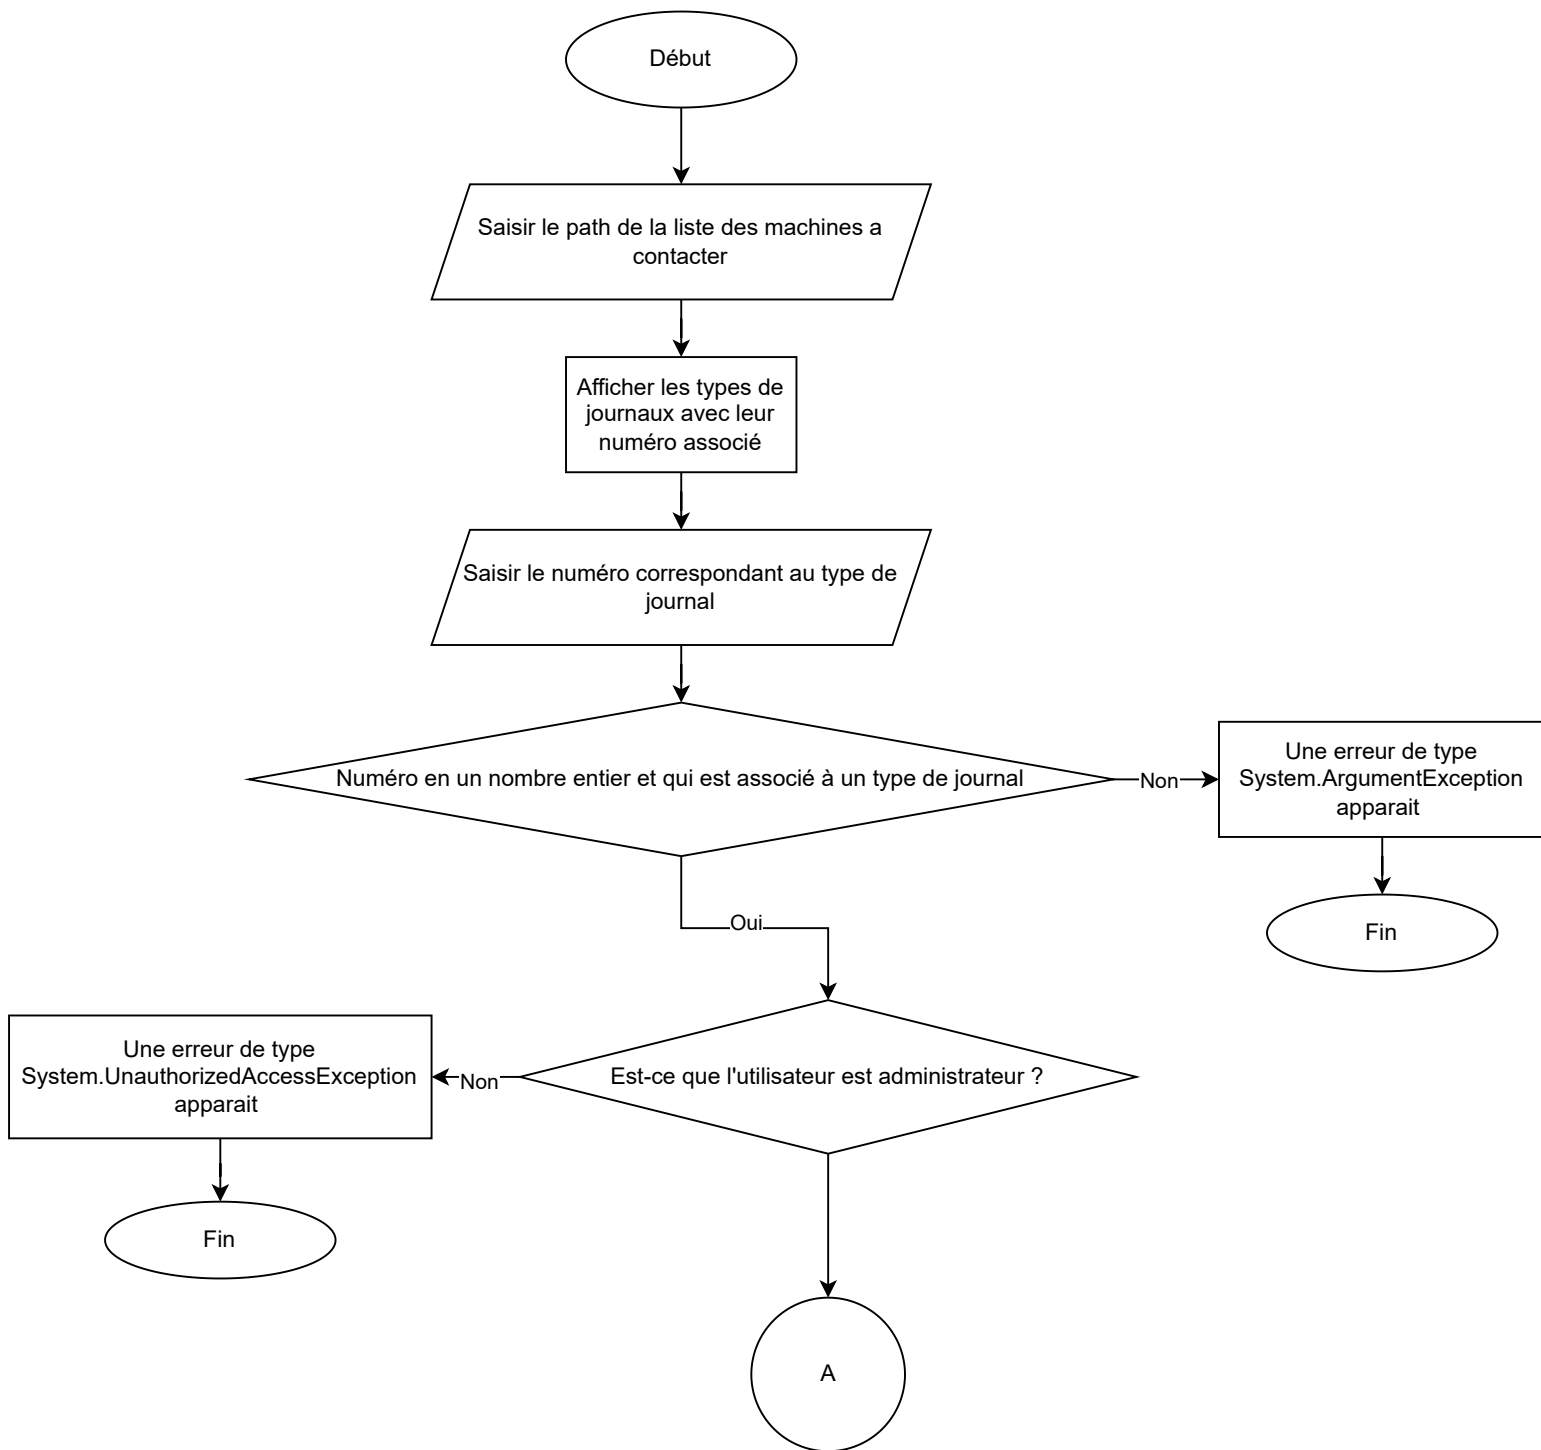 Début
Saisir le path de la liste des machines a
contacter
Afficher les types de
journaux avec leur
numéro associé
Saisir le numéro correspondant au type de
journal
Numéro en un nombre entier et qui est associé à un type de journal
Non
Une erreur de type
System.ArgumentException
apparait
Fin
Oui
Est-ce que l'utilisateur est administrateur ?
Non
Une erreur de type
System.UnauthorizedAccessException
apparait
Fin
A